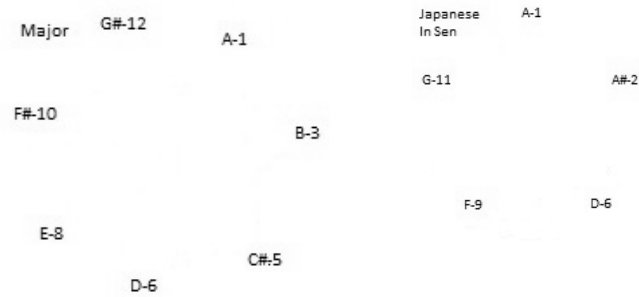 Major
G#-12
A-1
F#-10
B-3
E-8
C#-5
D-6
Japanese
In Sen
A-1
G-11
A#-2
F-9
D-6